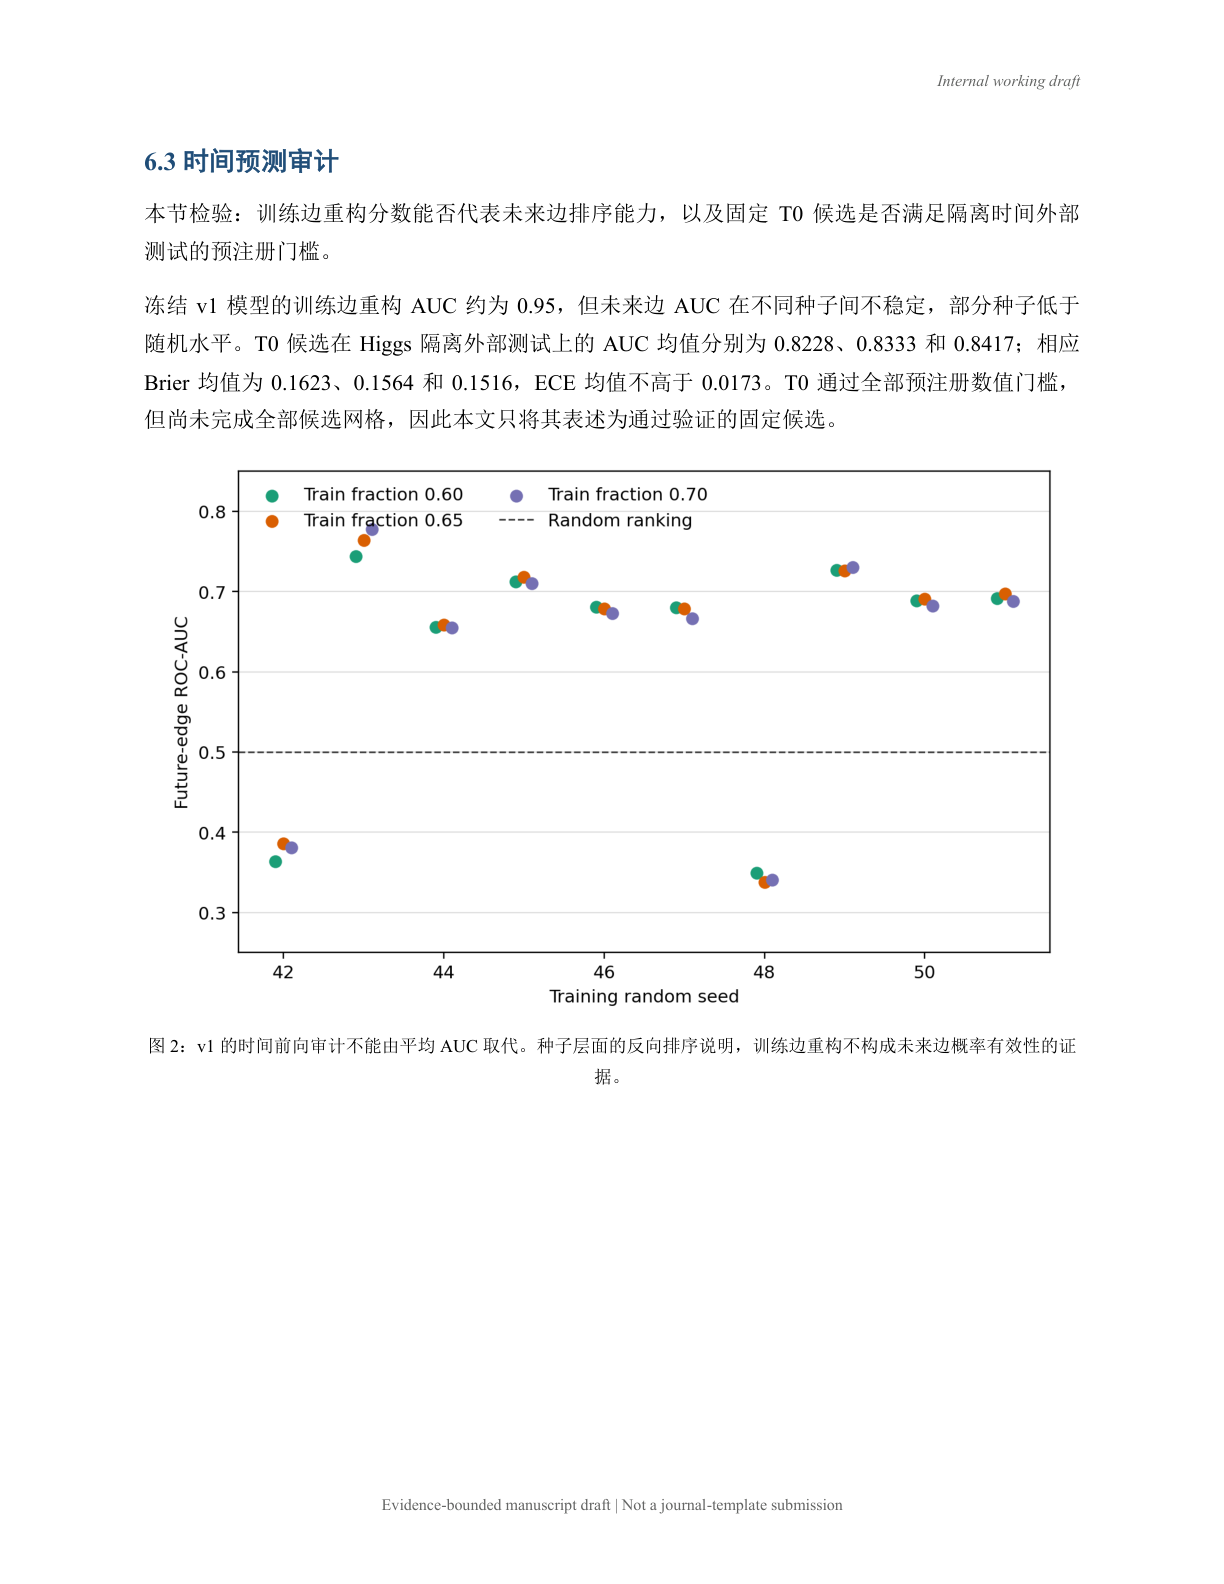 Internal working draft
6.3 时间预测审计
本节检验：训练边重构分数能否代表未来边排序能力，以及固定 T0 候选是否满足隔离时间外部
测试的预注册门槛。
冻结 v1 模型的训练边重构 AUC 约为 0.95，但未来边 AUC 在不同种子间不稳定，部分种子低于
随机水平。T0 候选在 Higgs 隔离外部测试上的 AUC 均值分别为 0.8228、0.8333 和 0.8417；相应
Brier 均值为 0.1623、0.1564 和 0.1516，ECE 均值不高于 0.0173。T0 通过全部预注册数值门槛，
但尚未完成全部候选网格，因此本文只将其表述为通过验证的固定候选。
Train fraction 0.60
Train fraction 0.65
Train fraction 0.70
Random ranking
Future-edge ROC-AUC
0.8
0.7
0.6
0.5
0.4
0.3
42 44 46 48 50
Training random seed
图 2：v1 的时间前向审计不能由平均 AUC 取代。种子层面的反向排序说明，训练边重构不构成未来边概率有效性的证
据。
Evidence-bounded manuscript draft | Not a journal-template submission